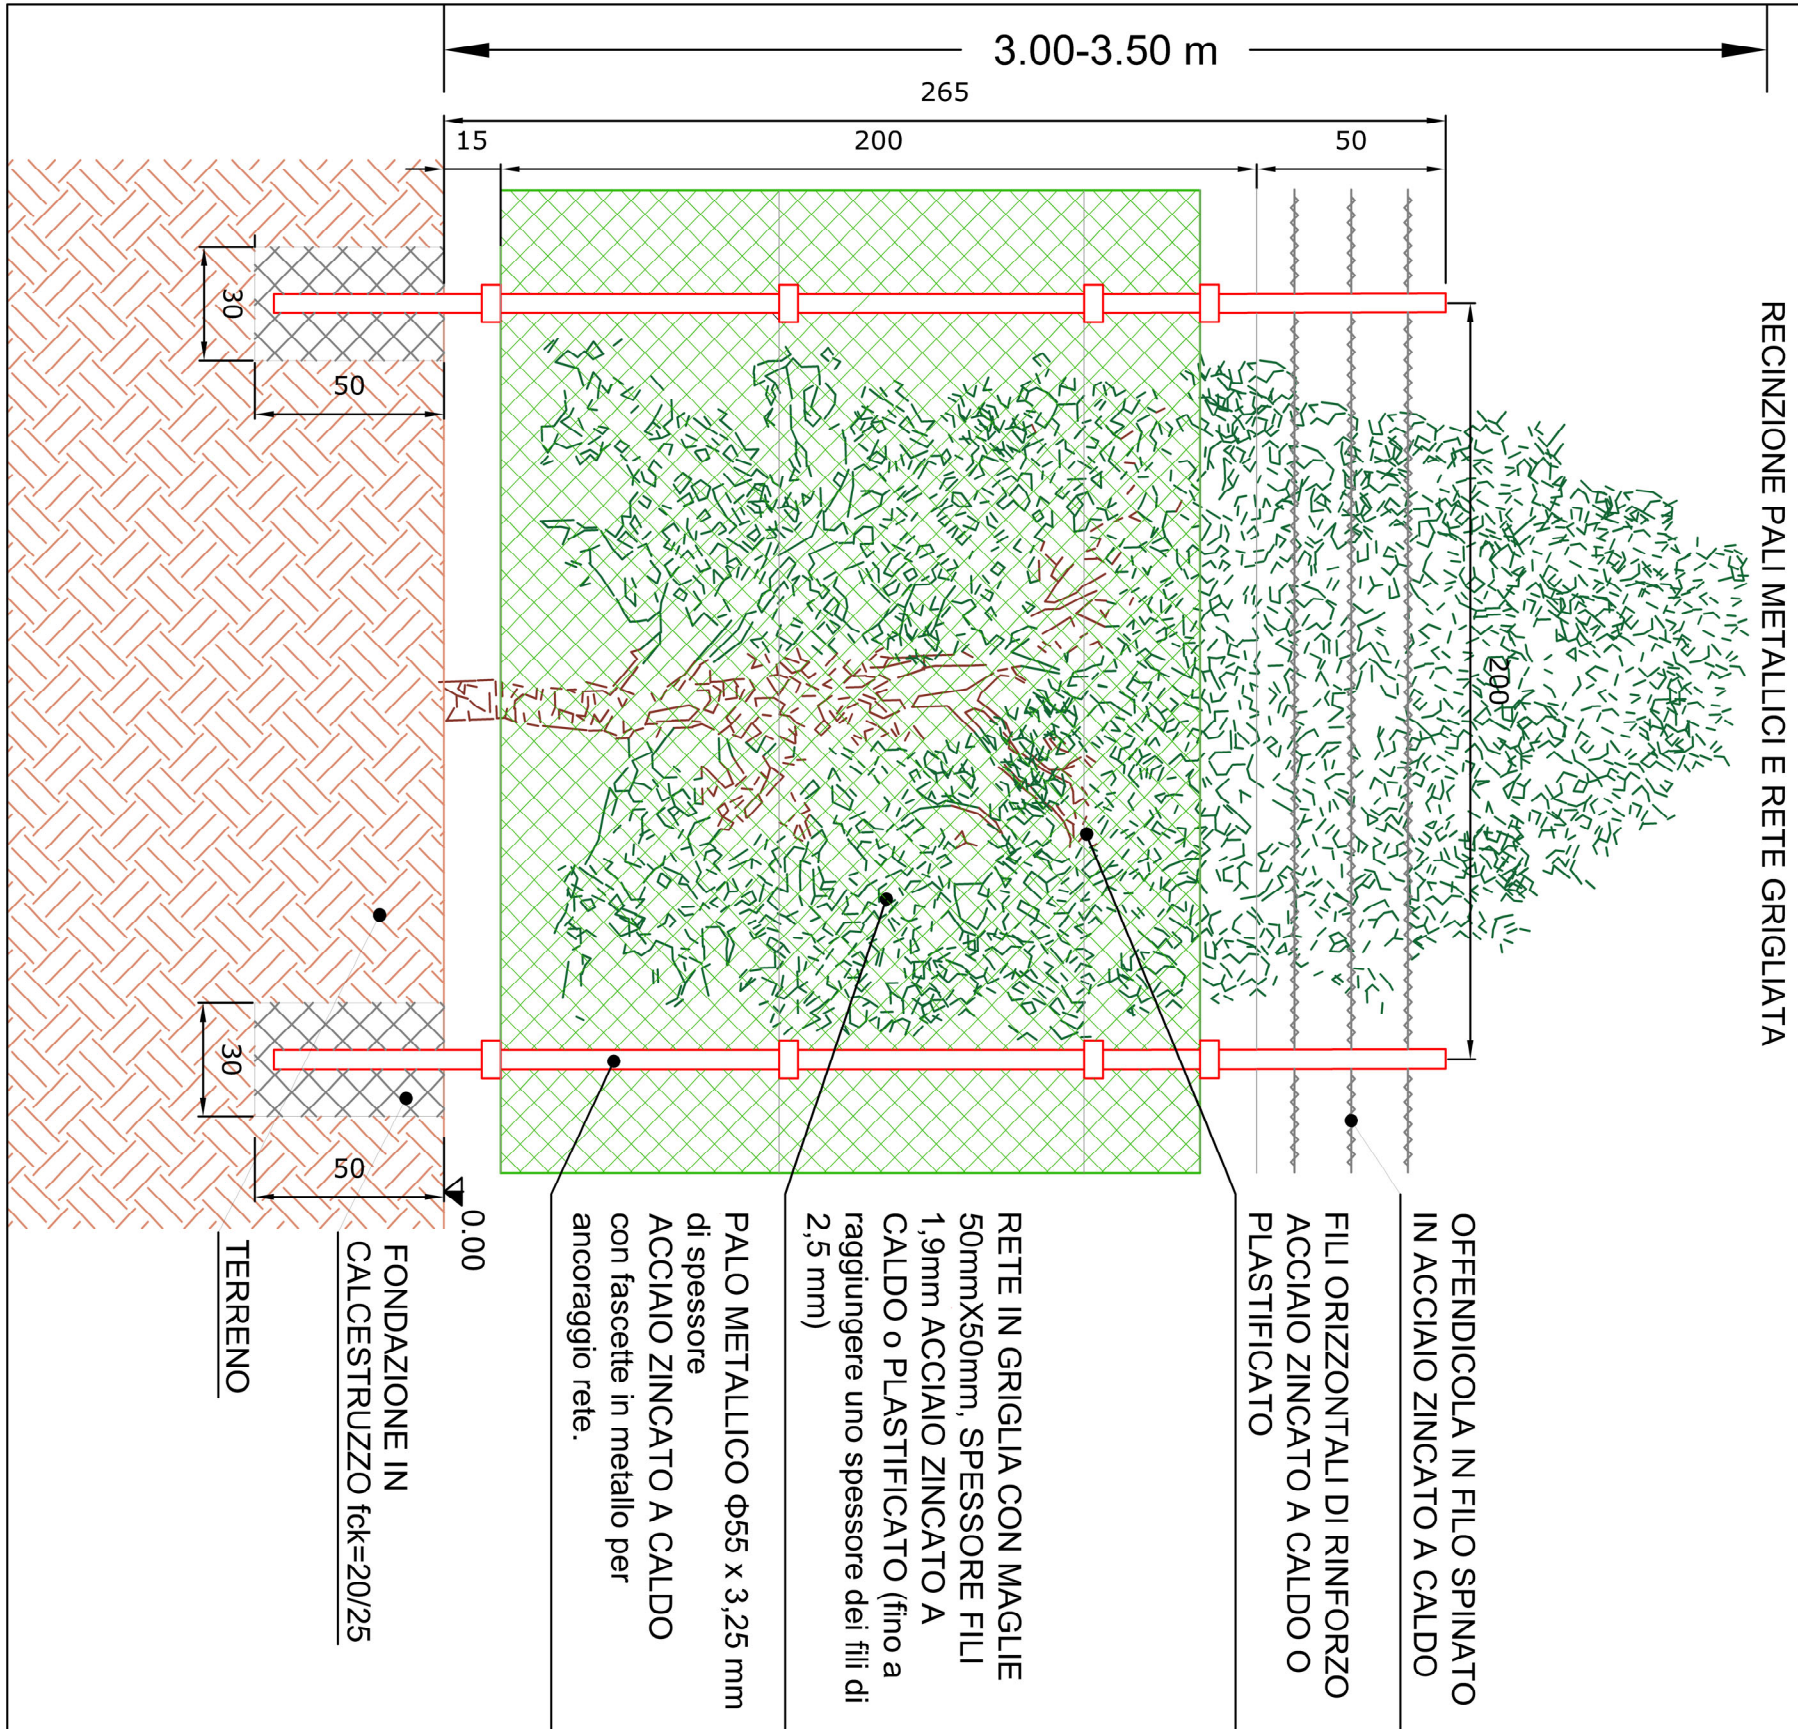 RECINZIONE PALI METALLICI E RETE GRIGLIATA
3.00-3.50 m
265
15
200
50
200
30
50
30
50
0.00
OFFENDICOLA IN FILO SPINATO
IN ACCIAIO ZINCATO A CALDO
FILI ORIZZONTALI DI RINFORZO
ACCIAIO ZINCATO A CALDO O
PLASTIFICATO
RETE IN GRIGLIA CON MAGLIE
50mmX50mm, SPESSORE FILI
1,9mm ACCIAIO ZINCATO A
CALDO o PLASTIFICATO (fino a
raggiungere uno spessore dei fili di
2,5 mm)
PALO METALLICO Φ55 x 3,25 mm
di spessore
ACCIAIO ZINCATO A CALDO
con fascette in metallo per
ancoraggio rete.
FONDAZIONE IN
CALCESTRUZZO fck=20/25
TERRENO